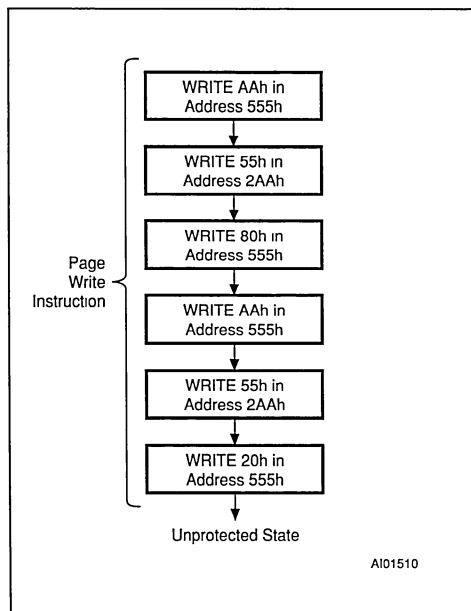 WRITE AAh in
Address 555h
WRITE 55h in
Address 2AAh
WRITE 80h in
Address 555h
Page
Write
Instruction
WRITE AAh in
Address 555h
WRITE 55h in
Address 2AAh
WRITE 20h in
Address 555h
Unprotected State
AI01510